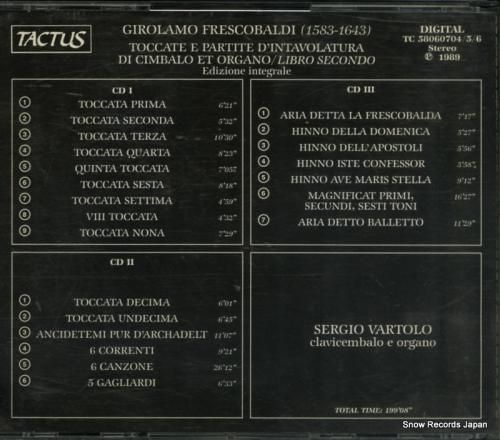 TACTUS
GIROLAMO FRESCOBALDI (1583-1643)
TOCCATE E PARTITE D'INTAVOLATURA
DI CIMBALO ET ORGANO/LIBRO SECONDO
Edizione integrale
DIGITAL
TC 58060704/5/6
Stereo
℗ 1989
CD I
1 TOCCATA PRIMA 6'21"
2 TOCCATA SECONDA 5'32"
3 TOCCATA TERZA 10'30"
4 TOCCATA QUARTA 8'23"
5 QUINTA TOCCATA 7'05"
6 TOCCATA SESTA 8'18"
7 TOCCATA SETTIMA 4'59"
8 VIII TOCCATA 4'32"
9 TOCCATA NONA 7'29"
CD II
1 TOCCATA DECIMA 6'01"
2 TOCCATA UNDECIMA 6'45"
3 ANCIDETEMI PUR D'ARCHADELT 11'07"
4 6 CORRENTI 9'21"
5 6 CANZONE 26'12"
6 5 GAGLIARDI 6'33"
CD III
1 ARIA DETTA LA FRESCOBALDA 7'17"
2 HINNO DELLA DOMENICA 5'27"
3 HINNO DELL'APOSTOLI 5'56"
4 HINNO ISTE CONFESSOR 3'58"
5 HINNO AVE MARIS STELLA 9'12"
6 MAGNIFICAT PRIMI, 16'27"
SECUNDI, SESTI TONI
7 ARIA DETTO BALLETTO 11'29"
SERGIO VARTOLO
clavicembalo e organo
TOTAL TIME: 199'08"
Snow Records Japan
www.snowrecords.jp